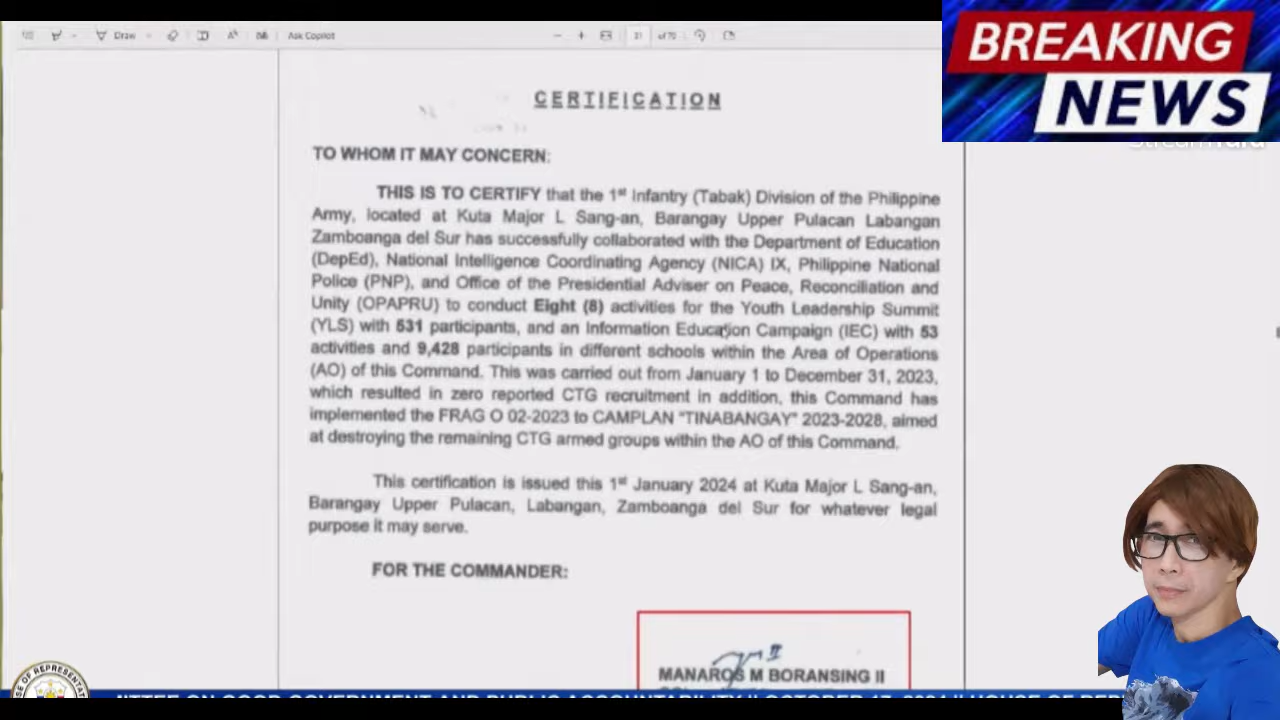 Draw
Ask Copilot
BREAKING
NEWS
CERTIFICATION
TO WHOM IT MAY CONCERN:
THIS IS TO CERTIFY that the 1st Infantry (Tabak) Division of the Philippine
Army, located at Kuta Major L Sang-an, Barangay Upper Pulacan Labangan
Zamboanga del Sur has successfully collaborated with the Department of Education
(DepEd), National Intelligence Coordinating Agency (NICA) IX, Philippine National
Police (PNP), and Office of the Presidential Adviser on Peace, Reconciliation and
Unity (OPAPRU) to conduct Eight (8) activities for the Youth Leadership Summit
(YLS) with 531 participants, and an Information Education Campaign (IEC) with 53
activities and 9,428 participants in different schools within the Area of Operations
(AO) of this Command. This was carried out from January 1 to December 31, 2023,
which resulted in zero reported CTG recruitment in addition, this Command has
implemented the FRAG O 02-2023 to CAMPLAN "TINABANGAY" 2023-2028, aimed
at destroying the remaining CTG armed groups within the AO of this Command.
This certification is issued this 1st January 2024 at Kuta Major L Sang-an,
Barangay Upper Pulacan, Labangan, Zamboanga del Sur for whatever legal
purpose it may serve.
FOR THE COMMANDER:
MANAROS M BORANSING II